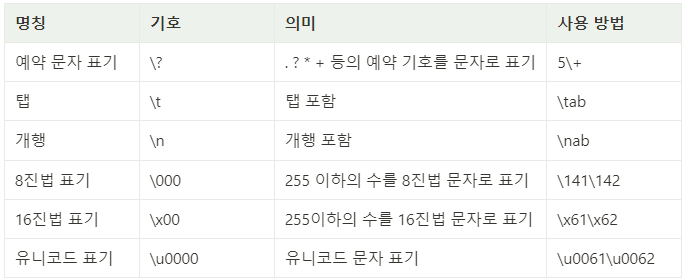 명칭 기호 의미 사용 방법
예약 문자 표기 \? . ? * + 등의 예약 기호를 문자로 표기 5\+
탭 \t 탭 포함 \tab
개행 \n 개행 포함 \nab
8진법 표기 \000 255 이하의 수를 8진법 문자로 표기 \141\142
16진법 표기 \x00 255이하의 수를 16진법 문자로 표기 \x61\x62
유니코드 표기 \u0000 유니코드 문자 표기 \u0061\u0062